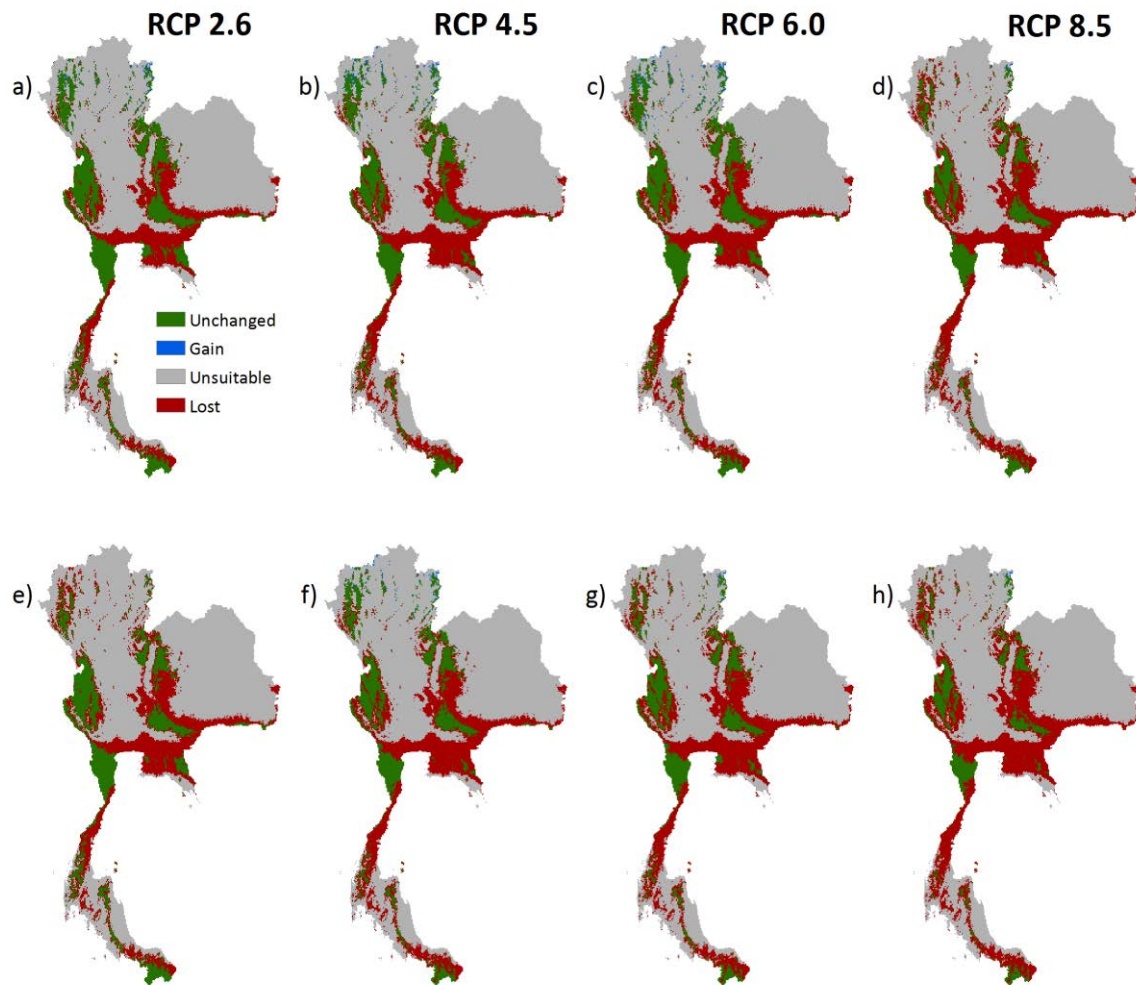 RCP 2.6
RCP 4.5
RCP 6.0
RCP 8.5
a)
b)
c)
d)
Unchanged
Gain
Unsuitable
Lost
e)
f)
g)
h)